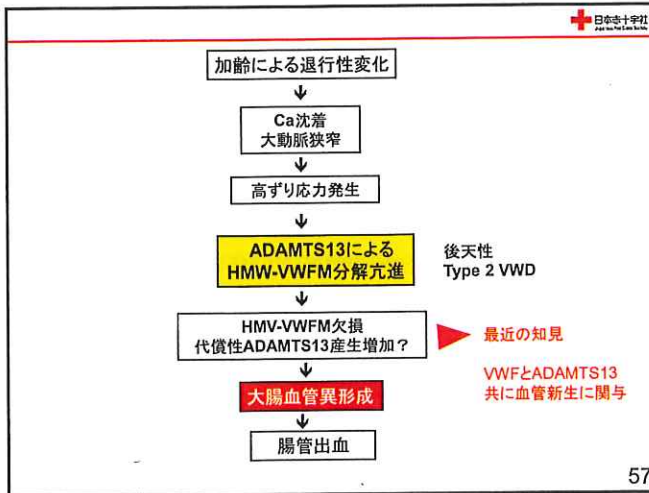 日本赤十字社
加齢による退行性変化
Ca沈着
大動脈狭窄
高ずり応力発生
ADAMTS13による
HMW-VWFM分解亢進
後天性
Type 2 VWD
HMV-VWFM欠損
代償性ADAMTS13産生増加？
最近の知見
VWFとADAMTS13
共に血管新生に関与
大腸血管異形成
腸管出血
57